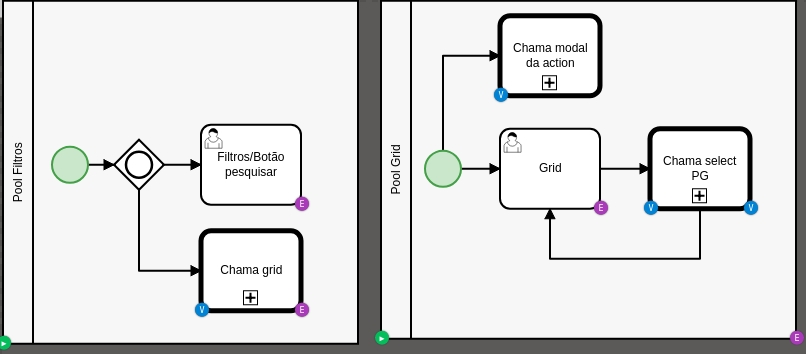 Pool Filtros
Filtros/Botão
pesquisar
E
Chama grid
V
E
Pool Grid
Chama modal
da action
V
Grid
E
Chama select
PG
V
V
E